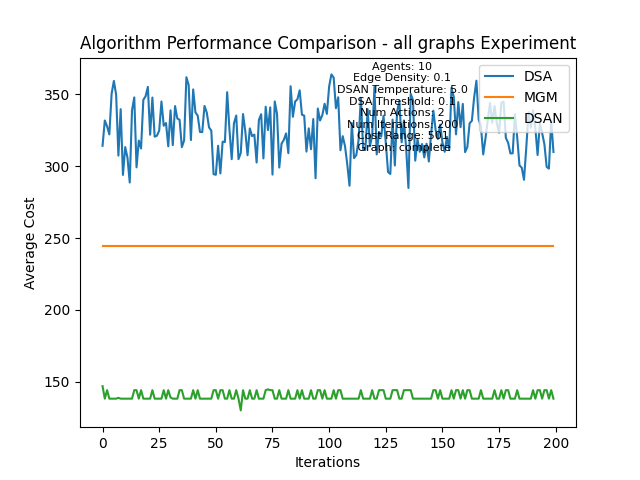 Algorithm Performance Comparison - all graphs Experiment
Agents: 10
Edge Density: 0.1
DSAN Temperature: 5.0
DSA Threshold: 0.1
Num Actions: 2
Num Iterations: 200
Cost Range: 501
Graph: complete
DSA
MGM
DSAN
Average Cost
350
300
250
200
150
0
25
50
75
100
125
150
175
200
Iterations